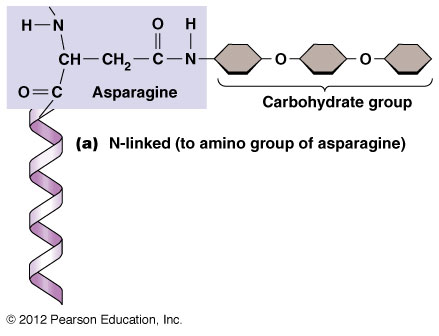 O H
H—N
CH—CH₂—C—N— O O
O=C Asparagine
Carbohydrate group
(a) N-linked (to amino group of asparagine)
© 2012 Pearson Education, Inc.